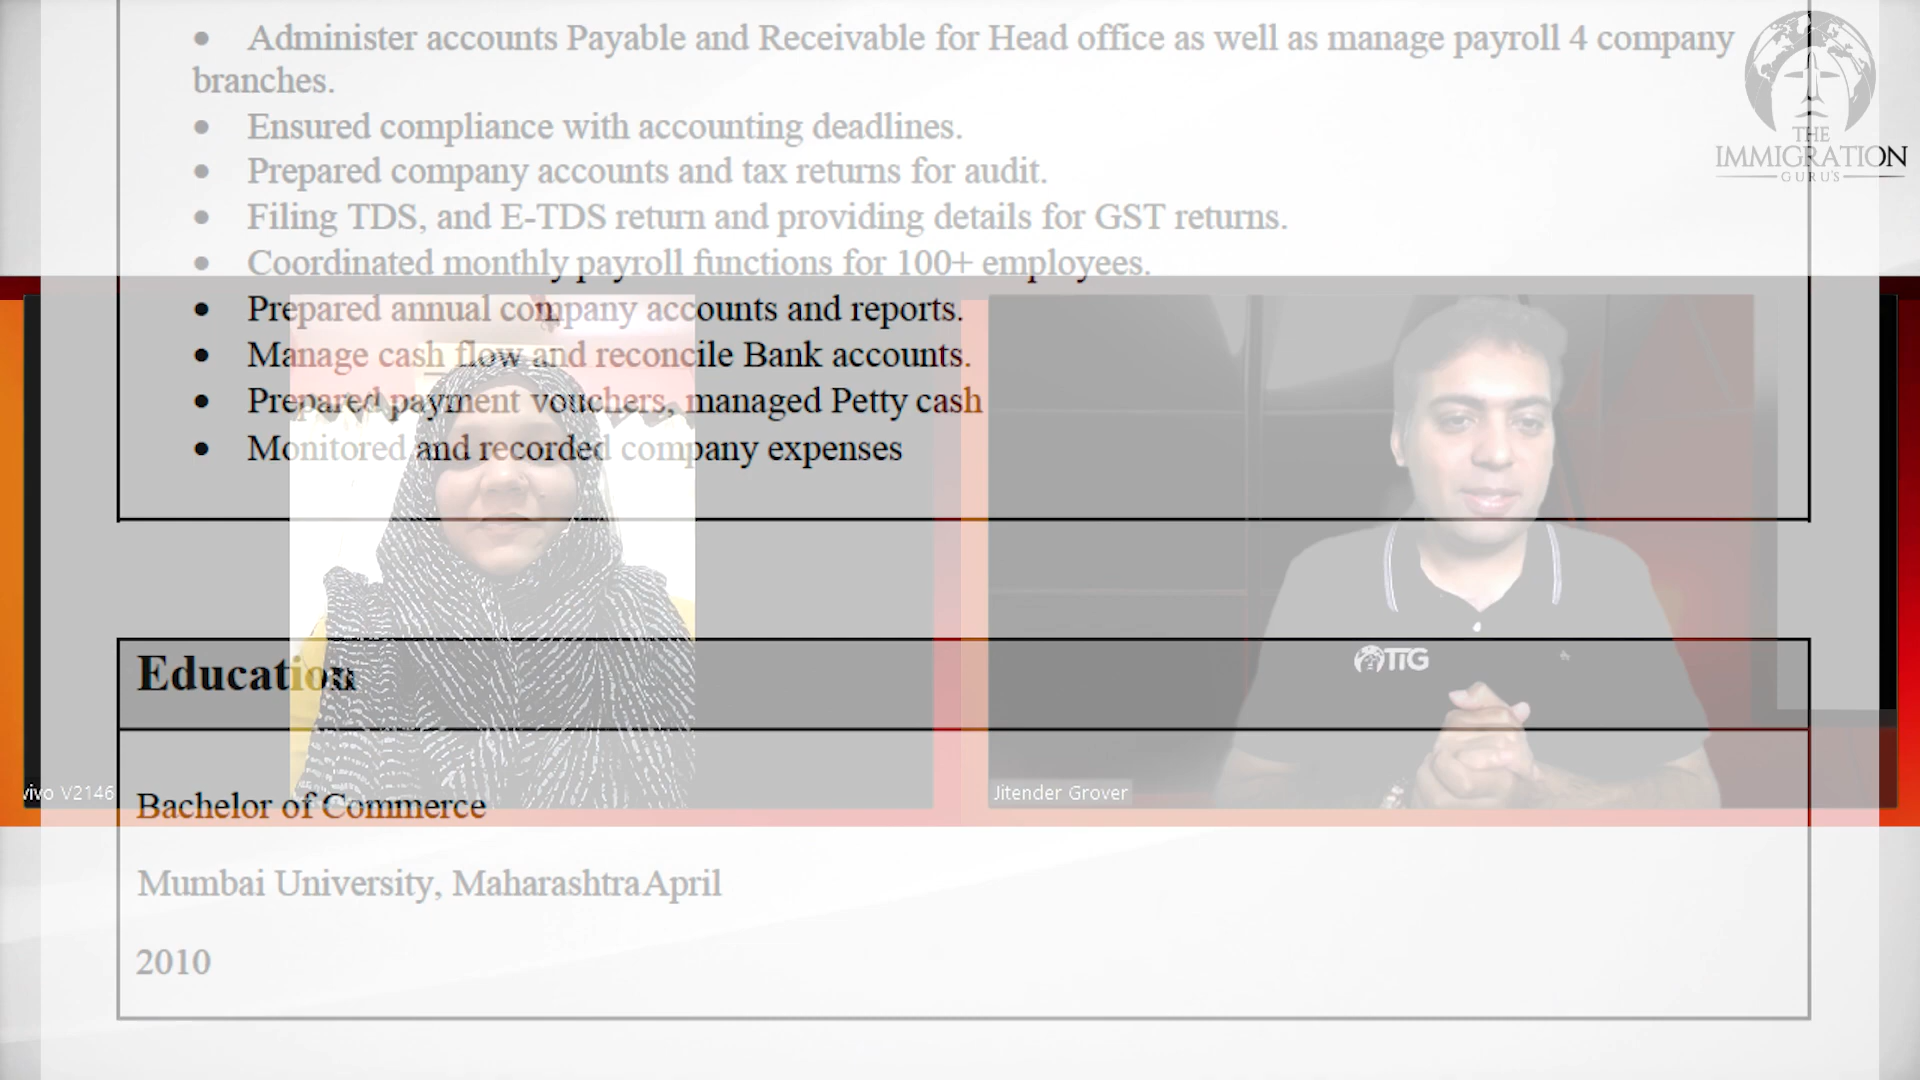 • Administer accounts Payable and Receivable for Head office as well as manage payroll 4 company
branches.
• Ensured compliance with accounting deadlines.
• Prepared company accounts and tax returns for audit.
• Filing TDS, and E-TDS return and providing details for GST returns.
• Coordinated monthly payroll functions for 100+ employees.
• Prepared annual company accounts and reports.
• Manage cash flow and reconcile Bank accounts.
• Prepared payment vouchers, managed Petty cash
• Monitored and recorded company expenses
THE
IMMIGRATION
GURU'S
TIG
Education
vivo V2146
Jitender Grover
Bachelor of Commerce
Mumbai University, MaharashtraApril
2010